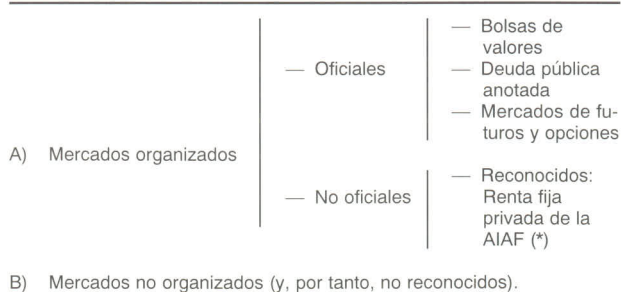 — Bolsas de
valores
— Oficiales
— Deuda pública
anotada
— Mercados de fu-
turos y opciones
A) Mercados organizados
— No oficiales
— Reconocidos:
Renta fija
privada de la
AIAF (*)
B) Mercados no organizados (y, por tanto, no reconocidos).